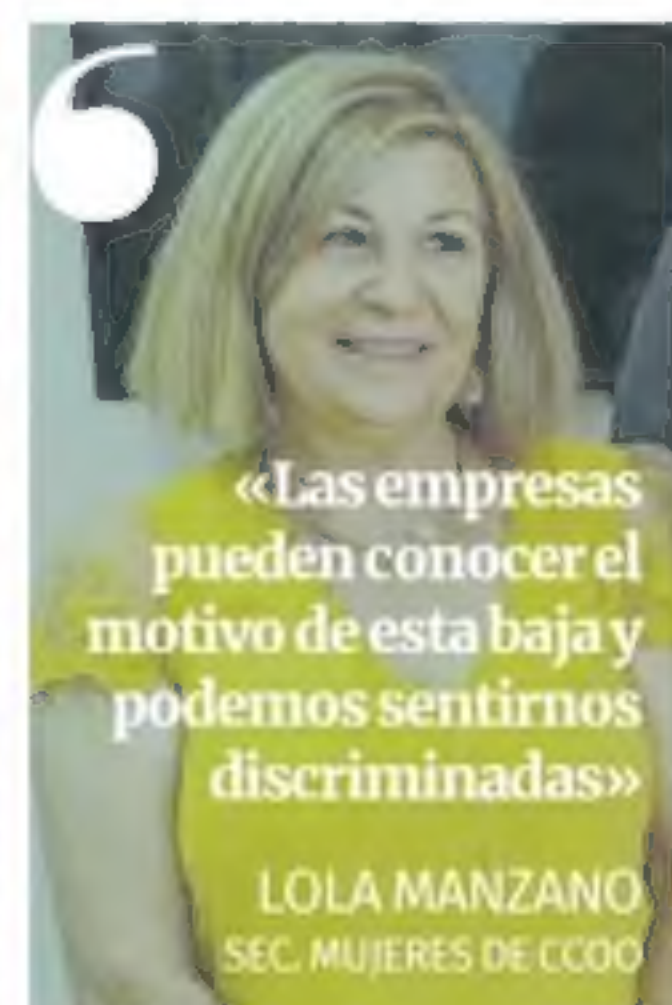 «Las empresas
pueden conocer el
motivo de esta baja y
podemos sentirnos
discriminadas»
LOLA MANZANO
SEC. MUJERES DE CCOO